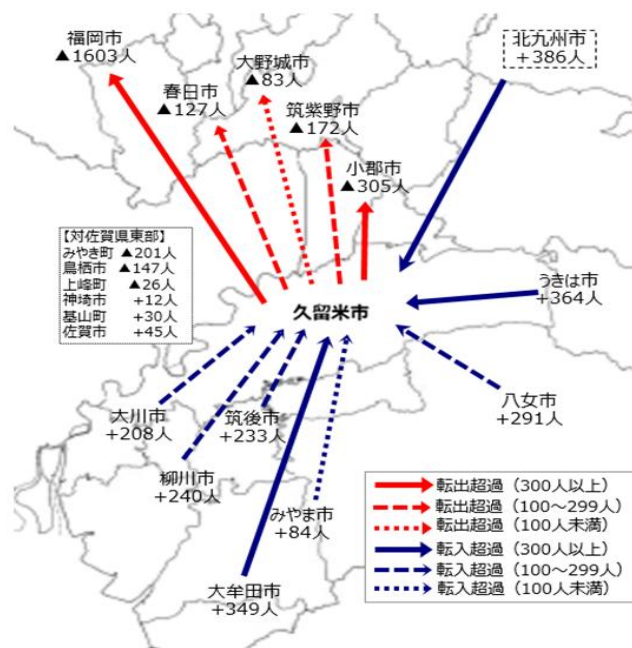 福岡市
▲1603人
春日市
▲127人
大野城市
▲83人
筑紫野市
▲172人
小郡市
▲305人
北九州市
+386人
【対佐賀県東部】
みやき町 ▲201人
鳥栖市 ▲147人
上峰町 ▲26人
神埼市 +12人
基山町 +30人
佐賀市 +45人
久留米市
うきは市
+364人
八女市
+291人
大川市
+208人
筑後市
+233人
柳川市
+240人
みやま市
+84人
大牟田市
+349人
転出超過（300人以上）
転出超過（100～299人）
転出超過（100人未満）
転入超過（300人以上）
転入超過（100～299人）
転入超過（100人未満）